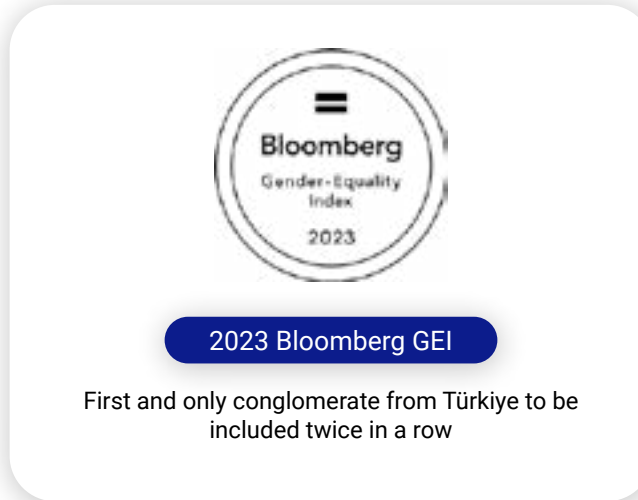 Bloomberg
Gender-Equality
Index
2023
2023 Bloomberg GEI
First and only conglomerate from Türkiye to be
included twice in a row